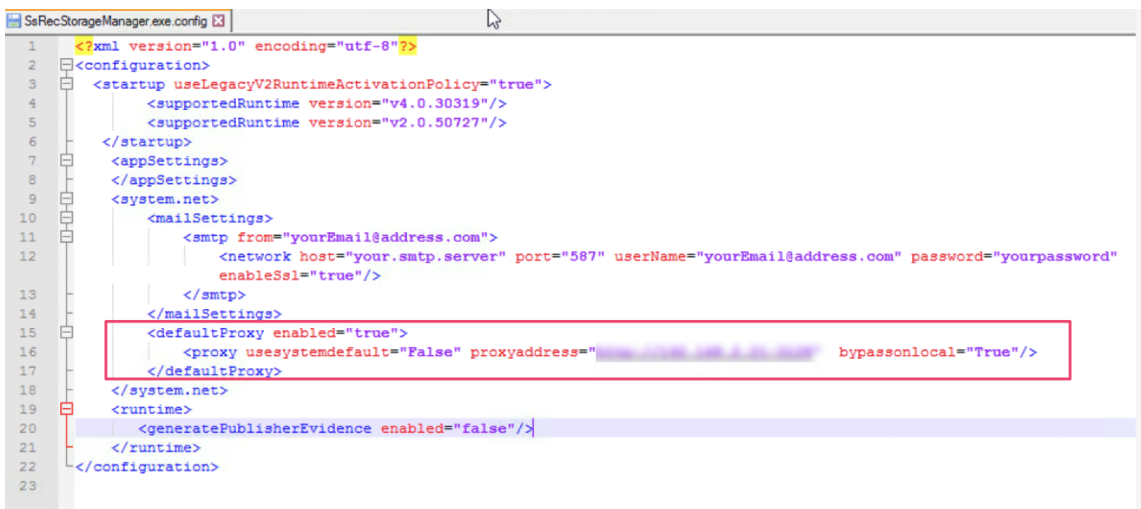 SsRecStorageManager.exe.config
1 <?xml version="1.0" encoding="utf-8"?>
2 <configuration>
3 <startup useLegacyV2RuntimeActivationPolicy="true">
4 <supportedRuntime version="v4.0.30319"/>
5 <supportedRuntime version="v2.0.50727"/>
6 </startup>
7 <appSettings>
8 </appSettings>
9 <system.net>
10 <mailSettings>
11 <smtp from="yourEmail@address.com">
12 <network host="your.smtp.server" port="587" userName="yourEmail@address.com" password="yourpassword"
enableSsl="true"/>
13 </smtp>
14 </mailSettings>
15 <defaultProxy enabled="true">
16 <proxy usesystemdefault="False" proxyaddress=" " bypassonlocal="True"/>
17 </defaultProxy>
18 </system.net>
19 <runtime>
20 <generatePublisherEvidence enabled="false"/>
21 </runtime>
22 </configuration>
23